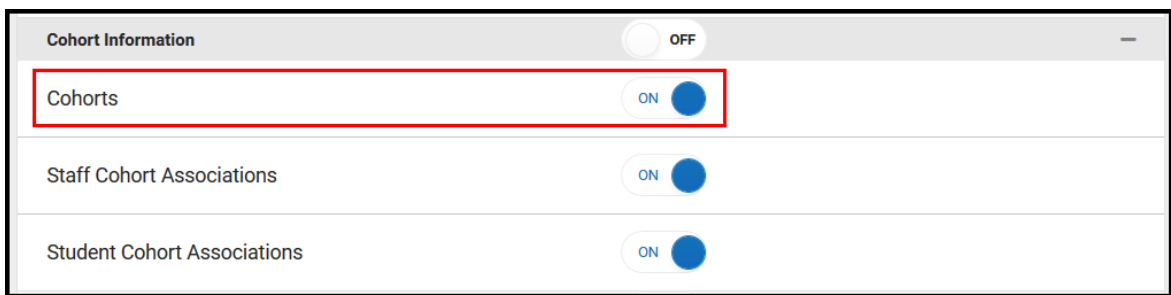 Cohort Information OFF
Cohorts ON
Staff Cohort Associations ON
Student Cohort Associations ON